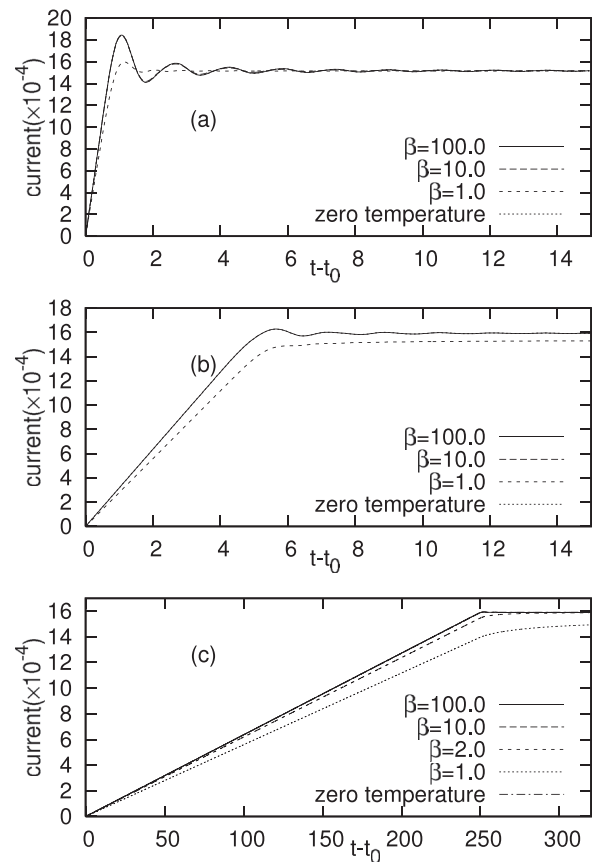 20
18
16
14
12
10
8
6
4
2
0
current(×10⁻⁴)
(a)
β=100.0
β=10.0
β=1.0
zero temperature
0 2 4 6 8 10 12 14
t-t₀
18
16
14
12
10
8
6
4
2
0
current(×10⁻⁴)
(b)
β=100.0
β=10.0
β=1.0
zero temperature
0 2 4 6 8 10 12 14
t-t₀
16
14
12
10
8
6
4
2
0
current(×10⁻⁴)
(c)
β=100.0
β=10.0
β=2.0
β=1.0
zero temperature
0 50 100 150 200 250 300
t-t₀